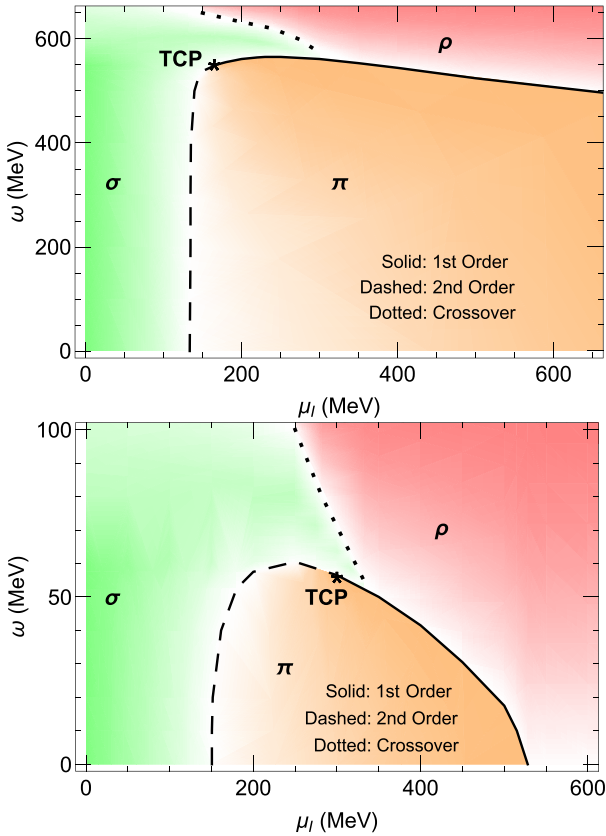 600
400
200
0
ω (MeV)
TCP
ρ
σ
π
Solid: 1st Order
Dashed: 2nd Order
Dotted: Crossover
0 200 400 600
μI (MeV)
100
50
0
ω (MeV)
ρ
σ
TCP
π
Solid: 1st Order
Dashed: 2nd Order
Dotted: Crossover
0 200 400 600
μI (MeV)